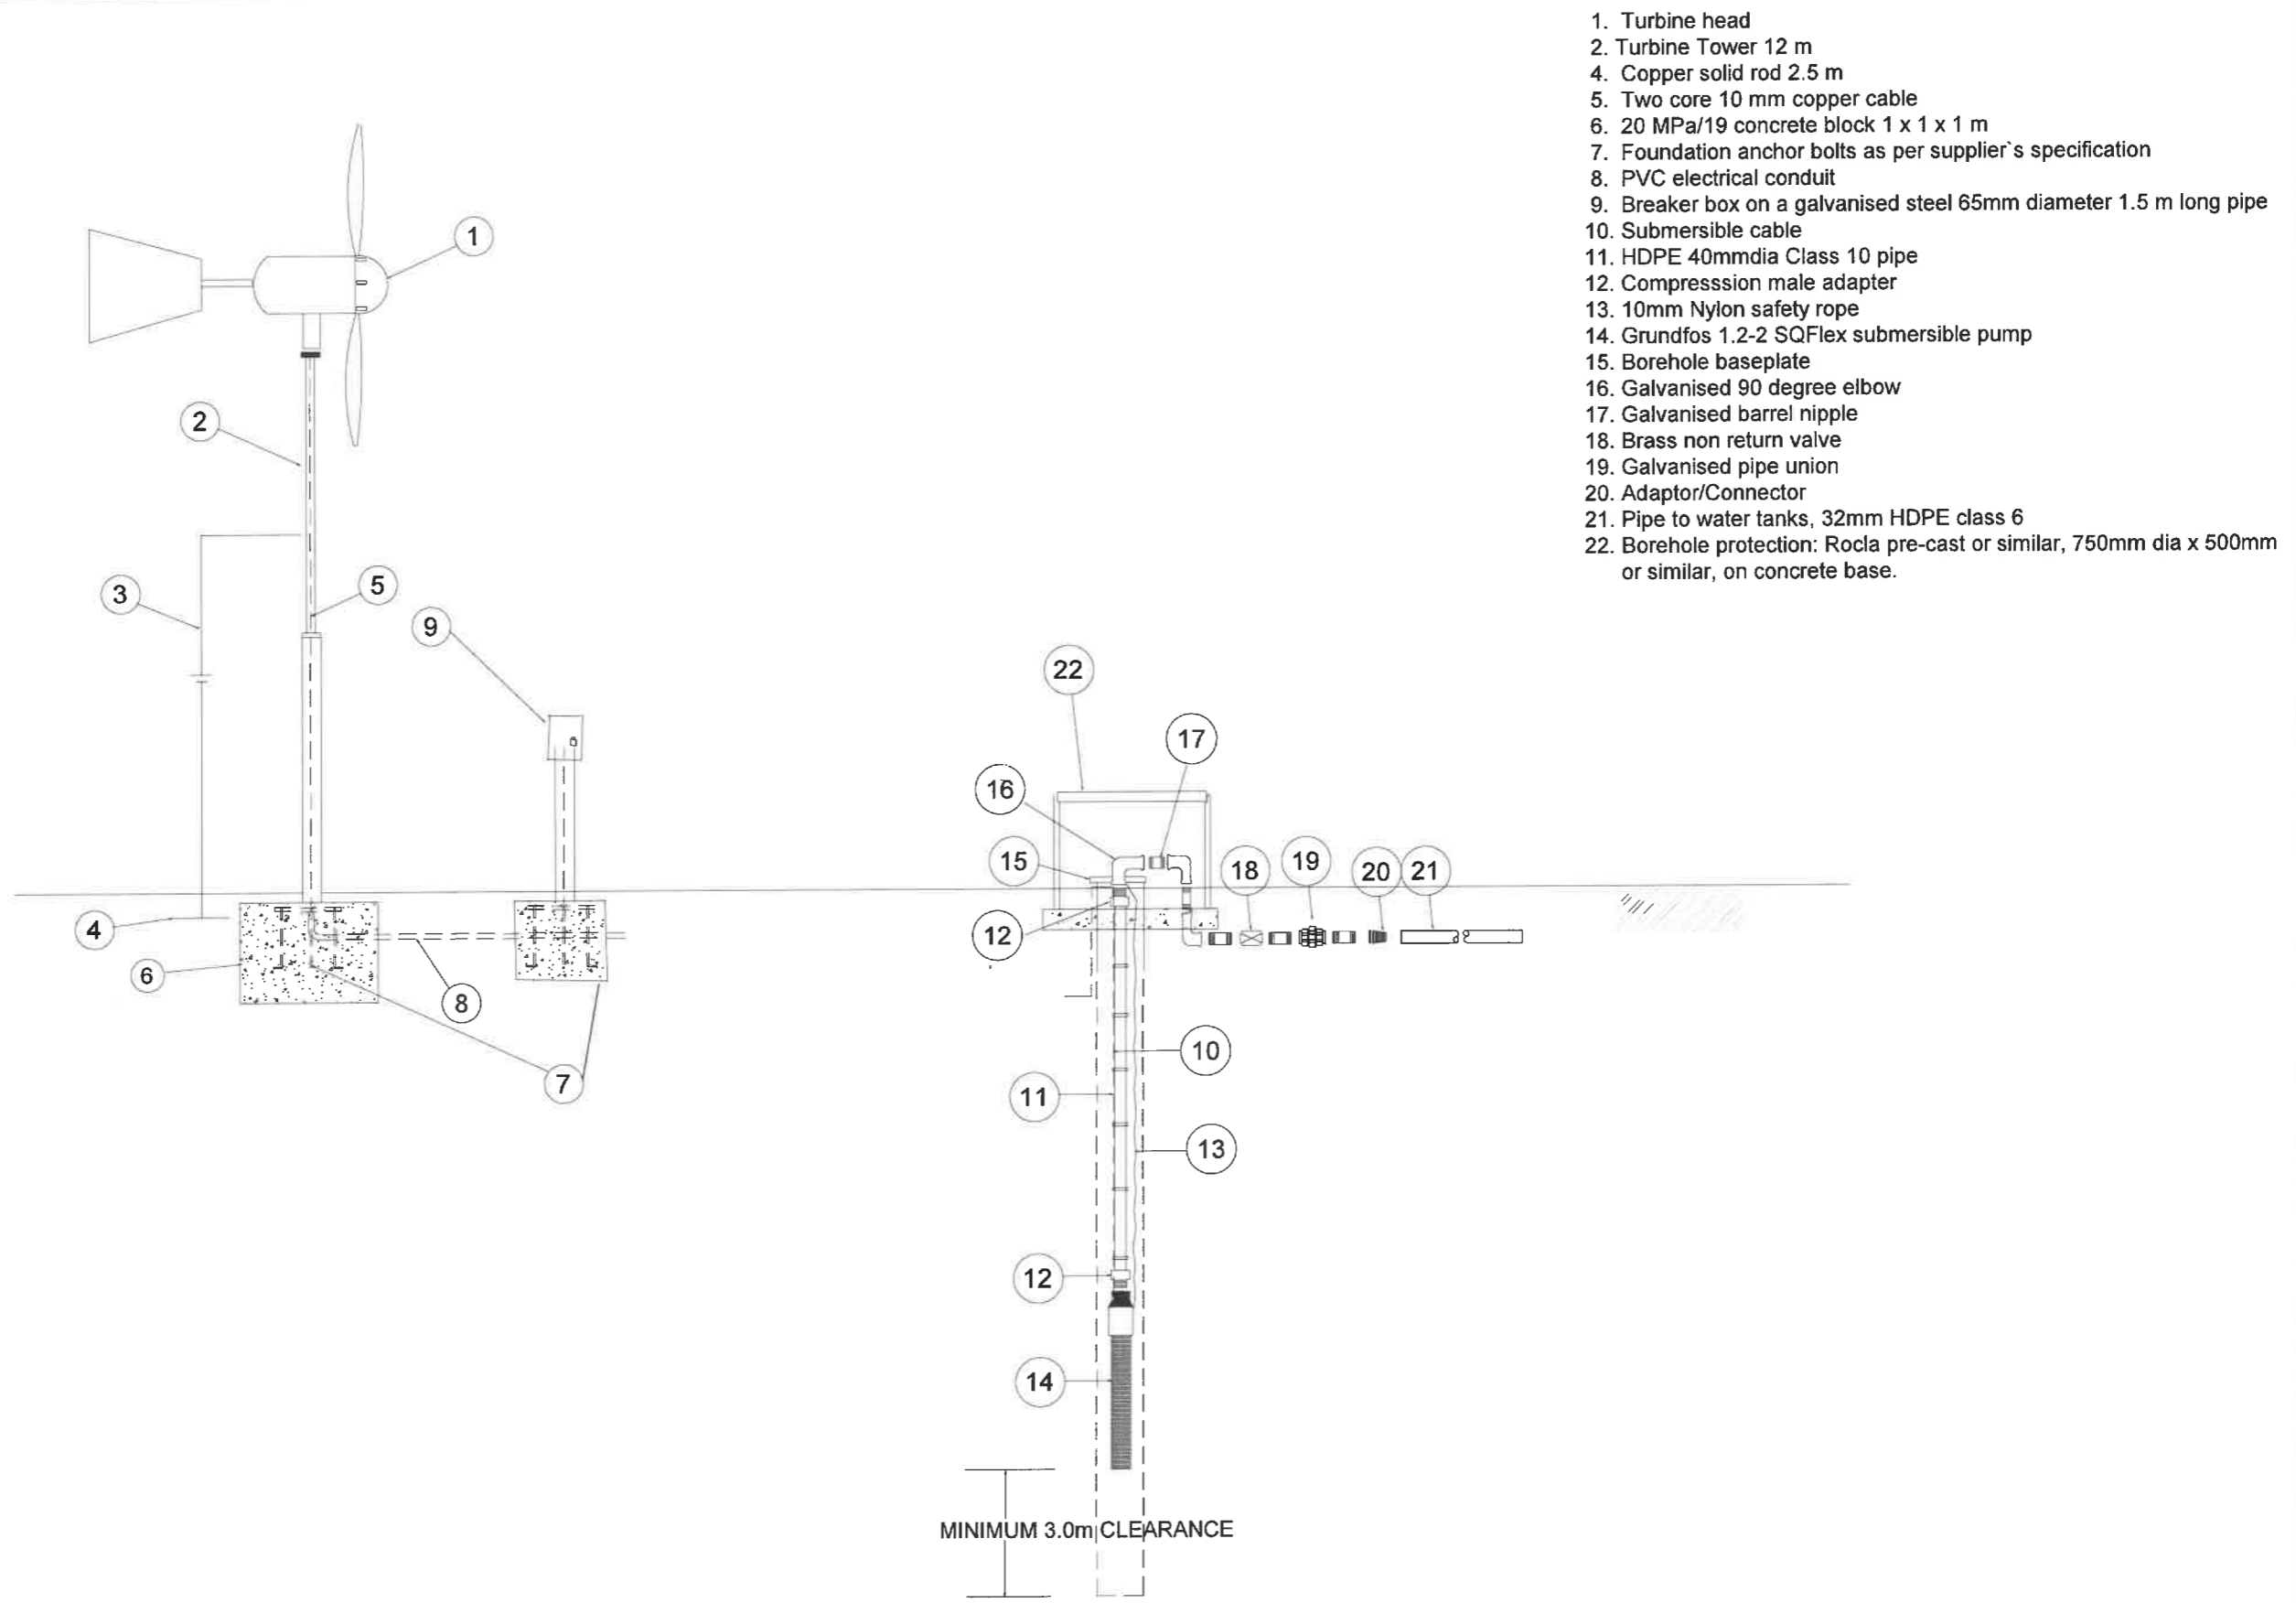 1. Turbine head
2. Turbine Tower 12 m
4. Copper solid rod 2.5 m
5. Two core 10 mm copper cable
6. 20 MPa/19 concrete block 1 x 1 x 1 m
7. Foundation anchor bolts as per supplier`s specification
8. PVC electrical conduit
9. Breaker box on a galvanised steel 65mm diameter 1.5 m long pipe
10. Submersible cable
11. HDPE 40mmdia Class 10 pipe
12. Compresssion male adapter
13. 10mm Nylon safety rope
14. Grundfos 1.2-2 SQFlex submersible pump
15. Borehole baseplate
16. Galvanised 90 degree elbow
17. Galvanised barrel nipple
18. Brass non return valve
19. Galvanised pipe union
20. Adaptor/Connector
21. Pipe to water tanks, 32mm HDPE class 6
22. Borehole protection: Rocla pre-cast or similar, 750mm dia x 500mm
or similar, on concrete base.
1
2
3
5
9
22
17
16
15
18
19
20
21
4
12
6
8
10
7
11
13
12
14
MINIMUM 3.0m CLEARANCE